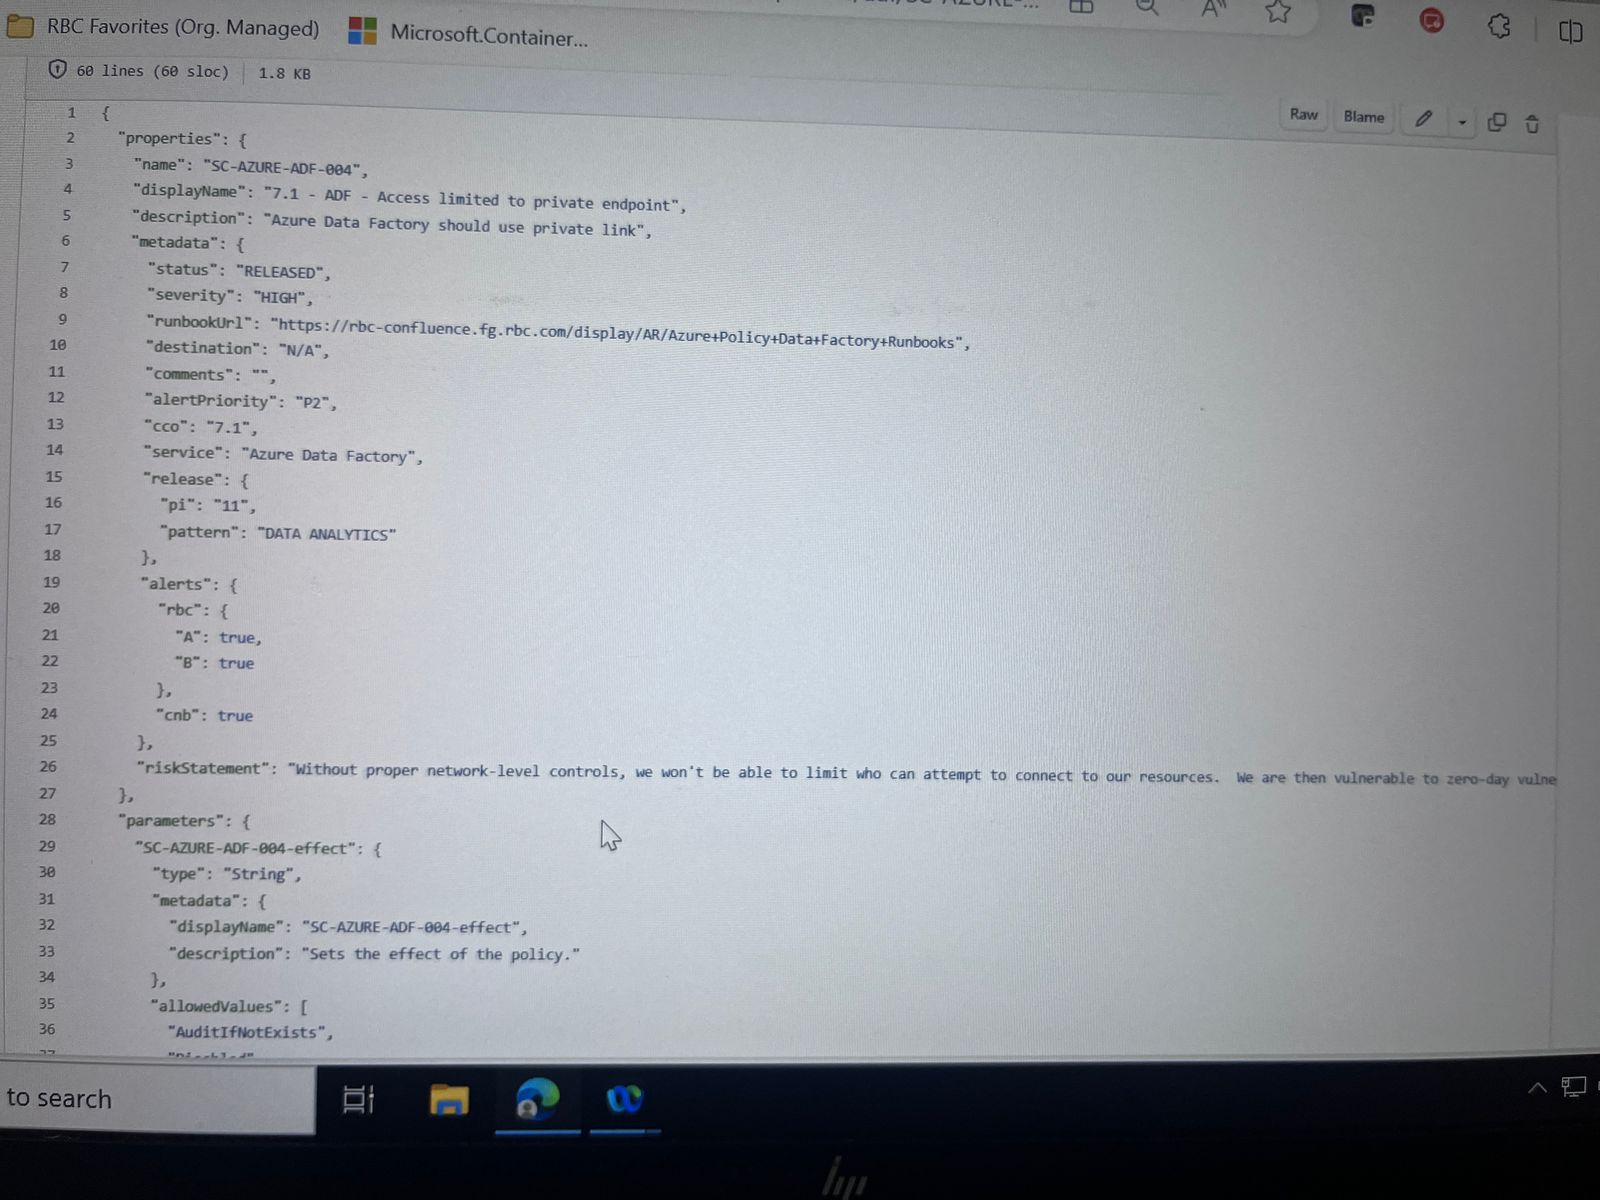 RBC Favorites (Org. Managed) Microsoft.Container...
60 lines (60 sloc) 1.8 KB
Raw Blame
1 {
2 "properties": {
3 "name": "SC-AZURE-ADF-004",
4 "displayName": "7.1 - ADF - Access limited to private endpoint",
5 "description": "Azure Data Factory should use private link",
6 "metadata": {
7 "status": "RELEASED",
8 "severity": "HIGH",
9 "runbookUrl": "https://rbc-confluence.fg.rbc.com/display/AR/Azure+Policy+Data+Factory+Runbooks",
10 "destination": "N/A",
11 "comments": "",
12 "alertPriority": "P2",
13 "cco": "7.1",
14 "service": "Azure Data Factory",
15 "release": {
16 "pi": "11",
17 "pattern": "DATA ANALYTICS"
18 },
19 "alerts": {
20 "rbc": {
21 "A": true,
22 "B": true
23 },
24 "cnb": true
25 },
26 "riskStatement": "Without proper network-level controls, we won't be able to limit who can attempt to connect to our resources.  We are then vulnerable to zero-day vulne
27 },
28 "parameters": {
29 "SC-AZURE-ADF-004-effect": {
30 "type": "String",
31 "metadata": {
32 "displayName": "SC-AZURE-ADF-004-effect",
33 "description": "Sets the effect of the policy."
34 },
35 "allowedValues": [
36 "AuditIfNotExists",
to search
hp